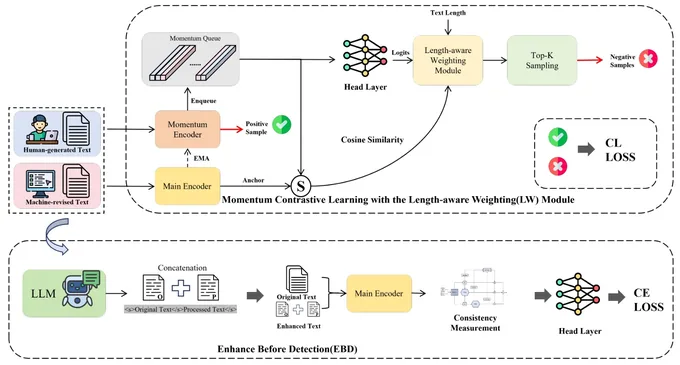 Text Length
Momentum Queue
......
Head Layer
Logits
Length-aware
Weighting
Module
Top-K
Sampling
Negative
Samples
Enqueue
Human-generated Text
Momentum
Encoder
Positive
Sample
Cosine Similarity
CL
LOSS
EMA
Machine-revised Text
Main Encoder
Anchor
S
Momentum Contrastive Learning with the Length-aware Weighting(LW) Module
LLM
Concatenation
O
P
<s>Original Text</s>Processed Text</s>
Original Text
Enhanced Text
Main Encoder
Consistency
Measurement
Head Layer
CE
LOSS
Enhance Before Detection(EBD)